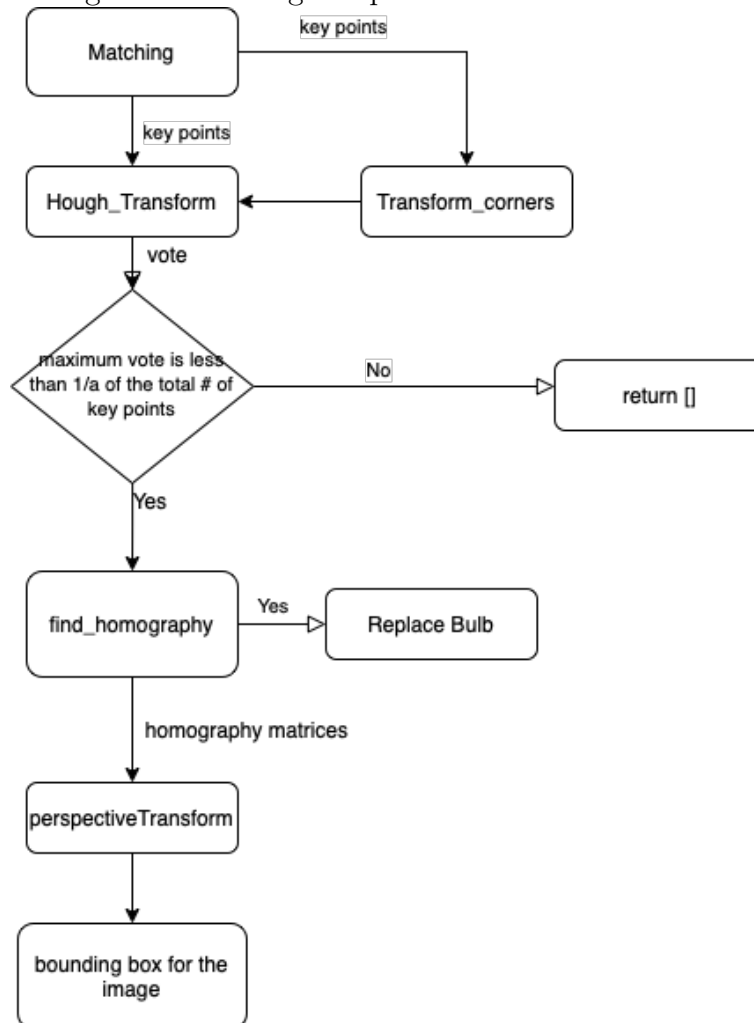 key points
Matching
key points
Hough_Transform
Transform_corners
vote
maximum vote is less
than 1/a of the total # of
key points
No
return []
Yes
find_homography
Yes
Replace Bulb
homography matrices
perspectiveTransform
bounding box for the
image